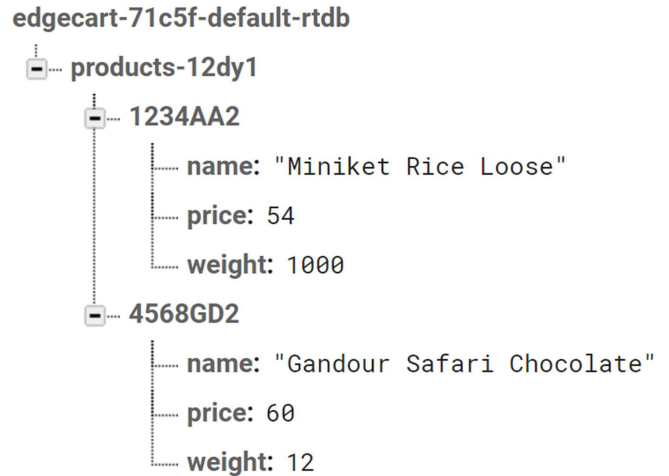 edgecart-71c5f-default-rtdb
products-12dy1
1234AA2
name: "Miniket Rice Loose"
price: 54
weight: 1000
4568GD2
name: "Gandour Safari Chocolate"
price: 60
weight: 12